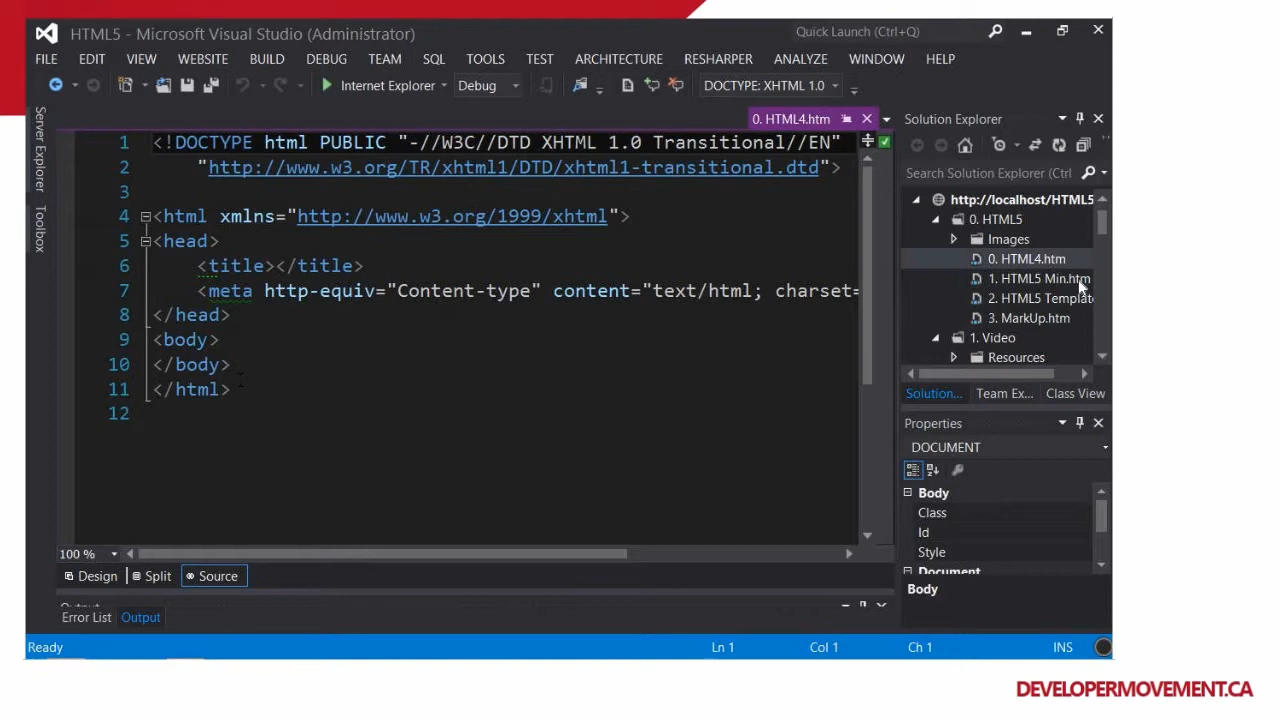 HTML5 - Microsoft Visual Studio (Administrator)
Quick Launch (Ctrl+Q)
FILE EDIT VIEW WEBSITE BUILD DEBUG TEAM SQL TOOLS TEST ARCHITECTURE RESHARPER ANALYZE WINDOW HELP
Internet Explorer Debug DOCTYPE: XHTML 1.0
Server Explorer
Toolbox
0. HTML4.htm
1 <!DOCTYPE html PUBLIC "-//W3C//DTD XHTML 1.0 Transitional//EN"
2 "http://www.w3.org/TR/xhtml1/DTD/xhtml1-transitional.dtd">
3
4 <html xmlns="http://www.w3.org/1999/xhtml">
5 <head>
6 <title></title>
7 <meta http-equiv="Content-type" content="text/html; charset=
8 </head>
9 <body>
10 </body>
11 </html>
12
100 %
Design Split Source
Output
Error List Output
Solution Explorer
Search Solution Explorer (Ctrl
http://localhost/HTML5
0. HTML5
Images
0. HTML4.htm
1. HTML5 Min.htm
2. HTML5 Templat
3. MarkUp.htm
1. Video
Resources
Solution... Team Ex... Class View
Properties
DOCUMENT
Body
Class
Id
Style
Document
Body
Ready Ln 1 Col 1 Ch 1 INS
DEVELOPERMOVEMENT.CA